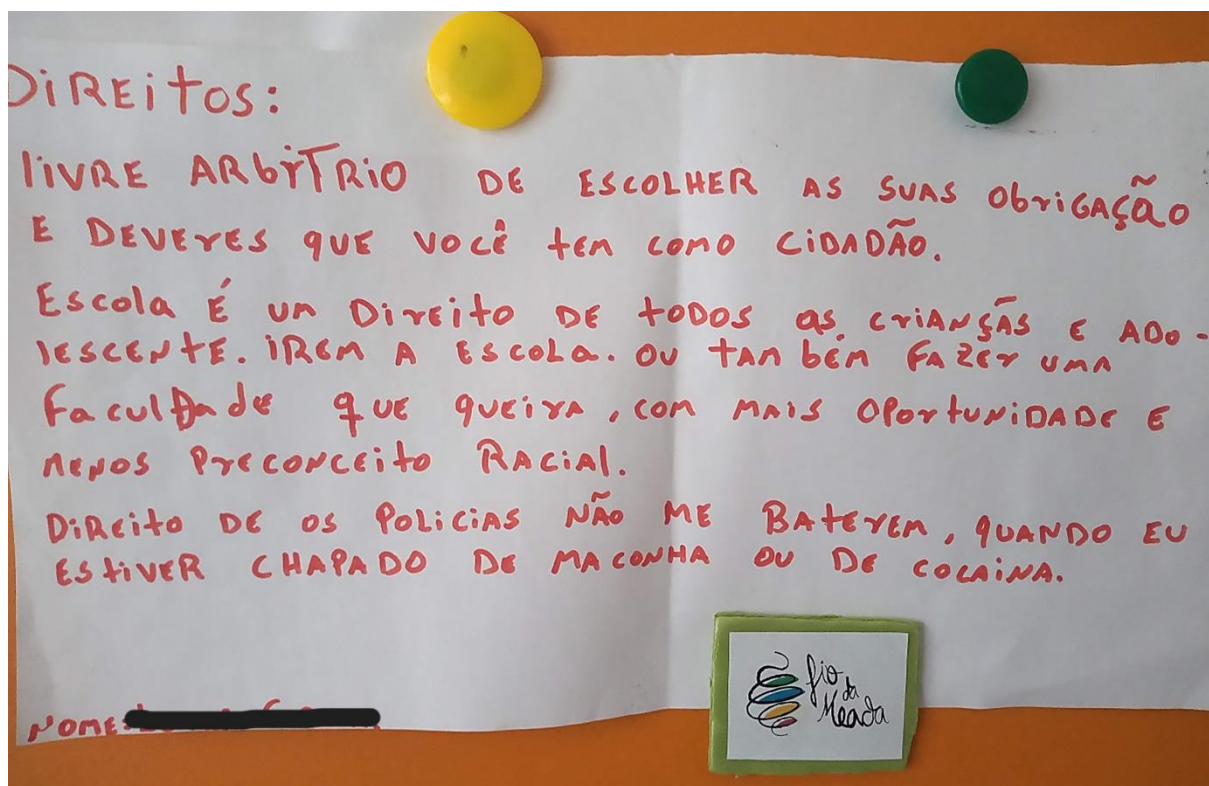 DiREitos:
liVRE ARbiTRio DE ESCOLHER AS SUAS ObriGAçÃO
E DEVEreS qUE VOCÊ tem como CiDADÃO.
Escola É um Direito DE tODOS as criANçÃS E ADO-
lESCENtE. iREm A EScoLa. OU tAmbém FAZEr UmA
Faculdade qUE qUEirA, com mAiS OPortUNiDADE E
mENOS PrECONCEito RAciAl.
DiREito DE OS POLiCiAS NÃO ME BAtErEm, qUANDO EU
EStiVER CHAPADO DE MACONHA OU DE COCAiNA.
NOME:
fio da Meada